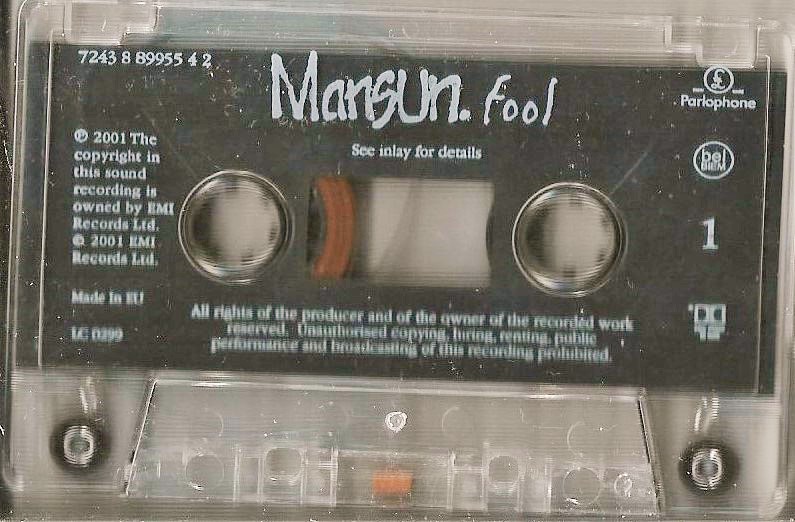 7243 8 89955 4 2
Mansun. Fool
£
Parlophone
See inlay for details
℗ 2001 The
copyright in
this sound
recording is
owned by EMI
Records Ltd.
© 2001 EMI
Records Ltd.
bel
BIEM
1
Made in EU
LC 0299
All rights of the producer and of the owner of the recorded work
reserved. Unauthorised copying, hiring, renting, public
performance and broadcasting of this recording prohibited.